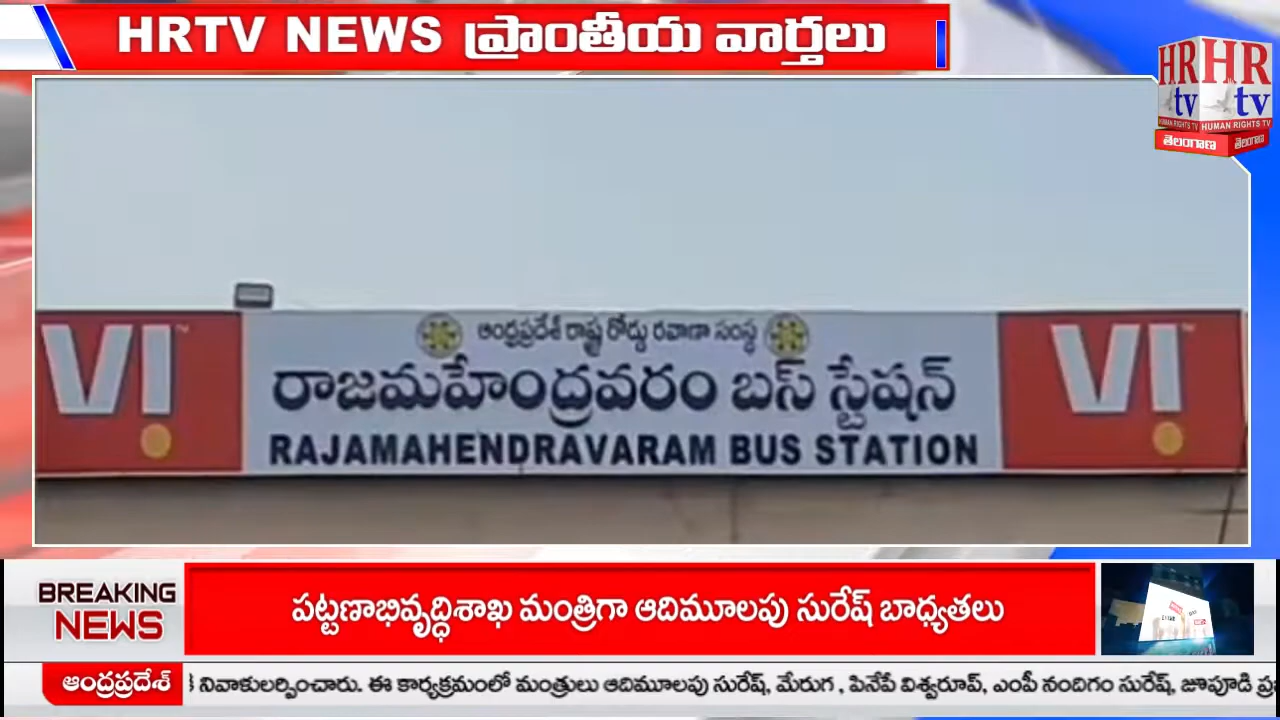 HRTV NEWS ప్రాంతీయ వార్తలు
HR HR
tv tv
HUMAN RIGHTS TV HUMAN RIGHTS TV
తెలంగాణ తెలంగాణ
ఆంధ్రప్రదేశ్ రాష్ట్ర రోడ్డు రవాణా సంస్థ
VI
రాజమహేంద్రవరం బస్ స్టేషన్
VI
RAJAMAHENDRAVARAM BUS STATION
BREAKING
NEWS
పట్టణాభివృద్ధిశాఖ మంత్రిగా ఆదిమూలపు సురేష్ బాధ్యతలు
ఆంద్రప్రదేశ్
నివాకులర్పించారు. ఈ కార్యక్రమంలో మంత్రులు ఆదిమూలపు సురేష్, మేరుగ , పినేపే విశ్వరూప్, ఎంపీ నందిగం సురేష్, జూపూడి